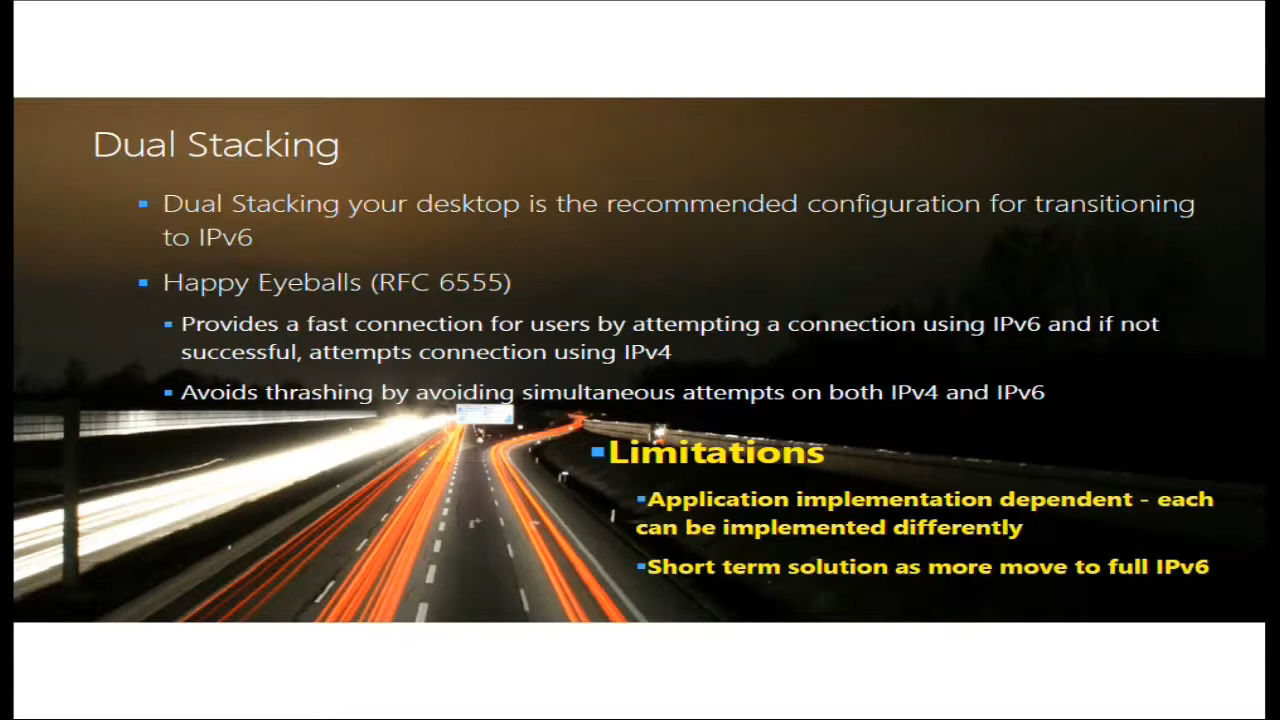 Dual Stacking
Dual Stacking your desktop is the recommended configuration for transitioning
to IPv6
Happy Eyeballs (RFC 6555)
Provides a fast connection for users by attempting a connection using IPv6 and if not
successful, attempts connection using IPv4
Avoids thrashing by avoiding simultaneous attempts on both IPv4 and IPv6
Limitations
Application implementation dependent - each
can be implemented differently
Short term solution as more move to full IPv6